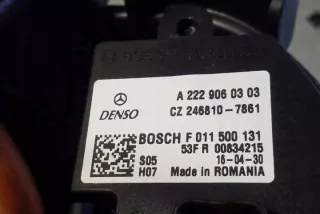 BOSCH
A 222 906 03 03
DENSO CZ 246810-7861
BOSCH F 011 500 131
53F R 00834215
S05 16-04-30
H07 Made in ROMANIA